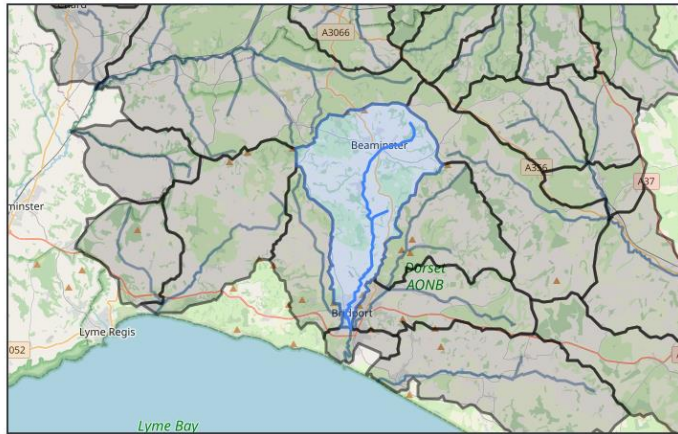 A3066
Beaminster
A356
A37
minster
Dorset
AONB
Bridport
Lyme Regis
052
Lyme Bay